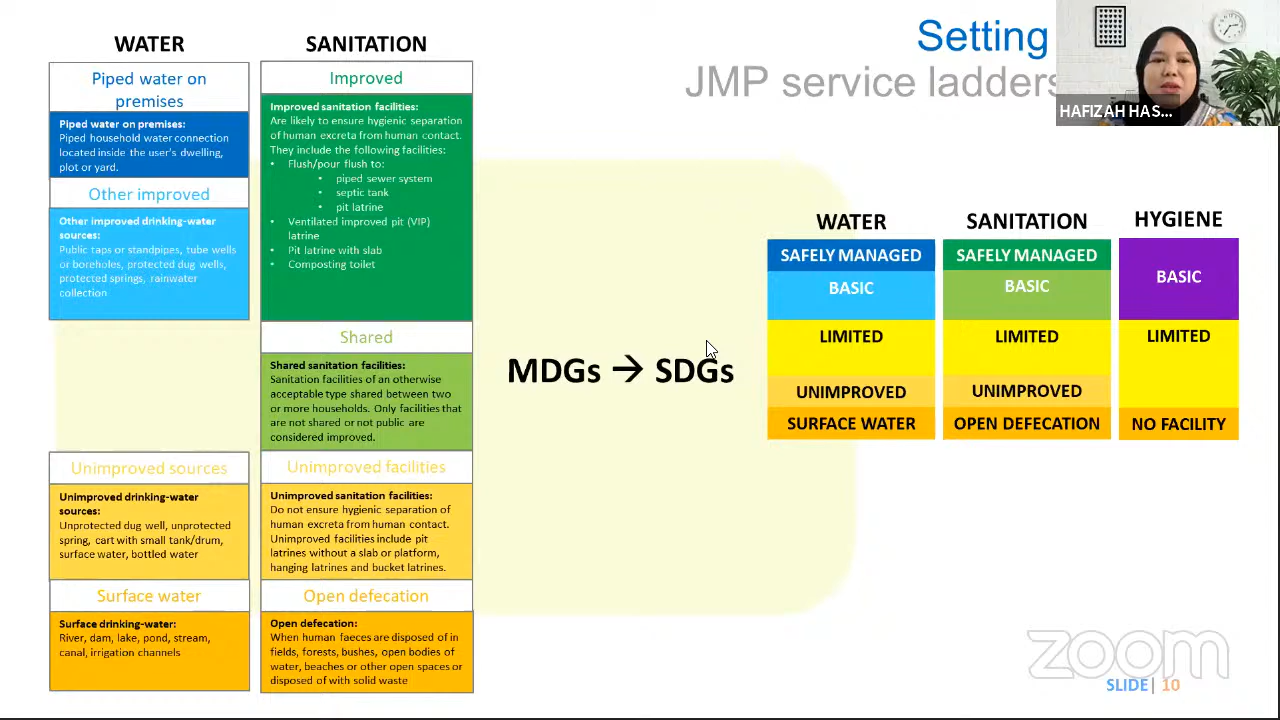 Setting
JMP service ladders
HAFIZAH HAS...
WATER
Piped water on
premises
Piped water on premises:
Piped household water connection
located inside the user's dwelling,
plot or yard.
Other improved
Other improved drinking-water
sources:
Public taps or standpipes, tube wells
or boreholes, protected dug wells,
protected springs, rainwater
collection
Unimproved sources
Unimproved drinking-water
sources:
Unprotected dug well, unprotected
spring, cart with small tank/drum,
surface water, bottled water
Surface water
Surface drinking-water:
River, dam, lake, pond, stream,
canal, irrigation channels
SANITATION
Improved
Improved sanitation facilities:
Are likely to ensure hygienic separation
of human excreta from human contact.
They include the following facilities:
• Flush/pour flush to:
• piped sewer system
• septic tank
• pit latrine
• Ventilated improved pit (VIP)
latrine
• Pit latrine with slab
• Composting toilet
Shared
Shared sanitation facilities:
Sanitation facilities of an otherwise
acceptable type shared between two
or more households. Only facilities that
are not shared or not public are
considered improved.
Unimproved facilities
Unimproved sanitation facilities:
Do not ensure hygienic separation of
human excreta from human contact.
Unimproved facilities include pit
latrines without a slab or platform,
hanging latrines and bucket latrines.
Open defecation
Open defecation:
When human faeces are disposed of in
fields, forests, bushes, open bodies of
water, beaches or other open spaces or
disposed of with solid waste
MDGs → SDGs
WATER
SAFELY MANAGED
BASIC
LIMITED
UNIMPROVED
SURFACE WATER
SANITATION
SAFELY MANAGED
BASIC
LIMITED
UNIMPROVED
OPEN DEFECATION
HYGIENE
BASIC
LIMITED
NO FACILITY
zoom
SLIDE | 10